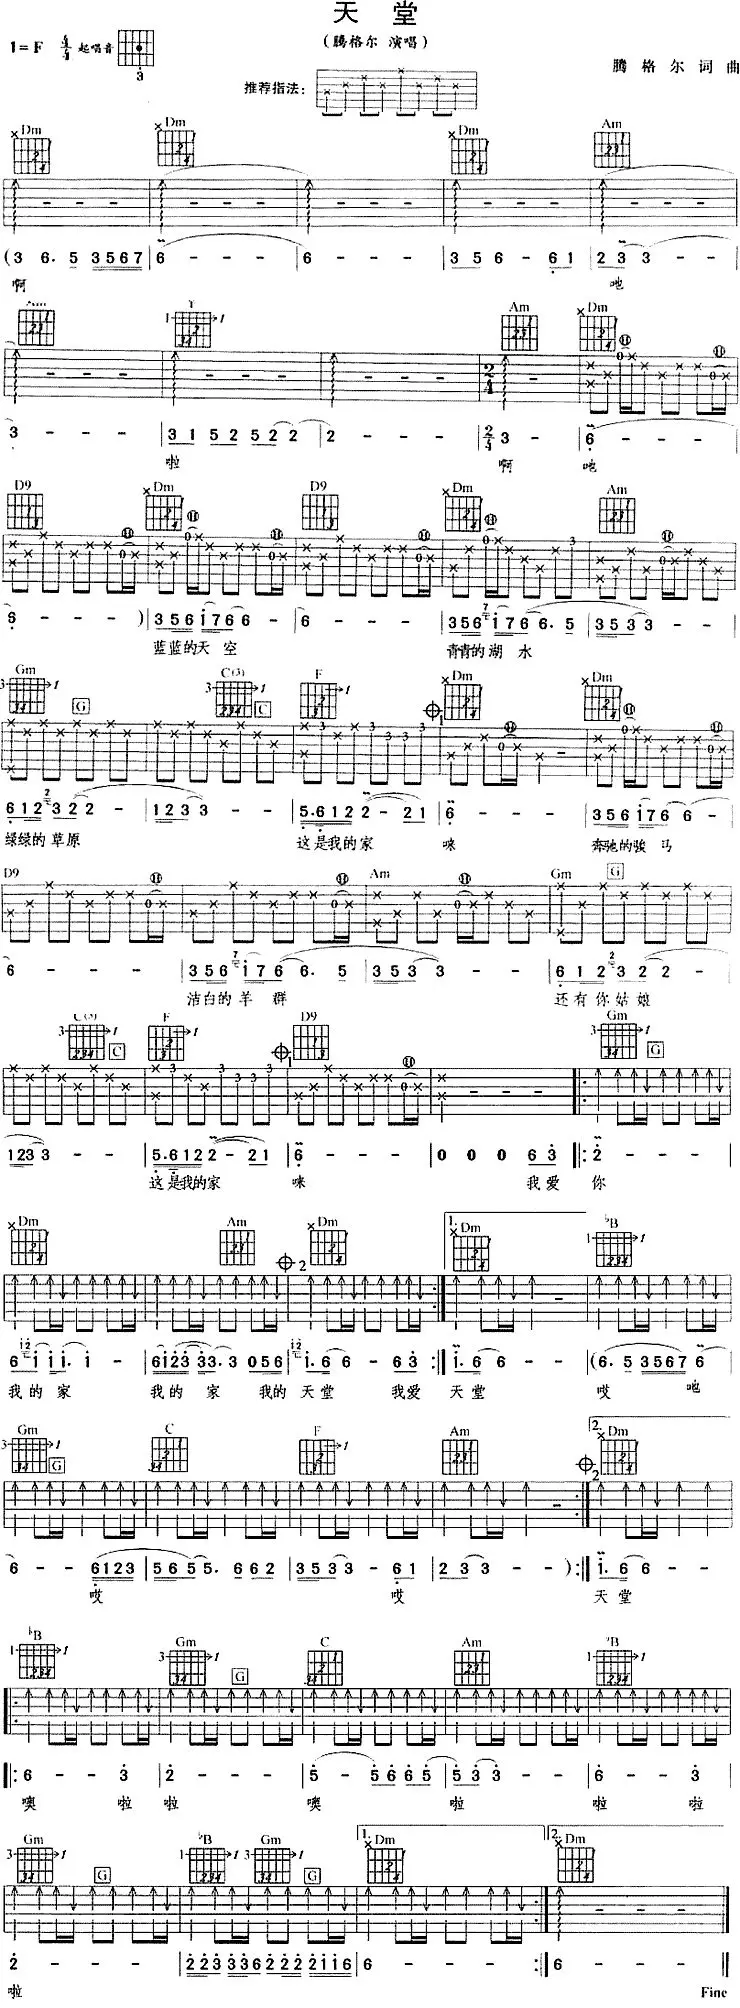 天 堂
(腾格尔 演唱)
1=F 4/4 起唱音 3
推荐指法:
腾 格 尔 词 曲
Dm Dm Dm Am
(3 6. 5 3567 | 6 - - - | 6 - - - | 3 5 6 - 6 1 | 2 3 3 - -
啊 吔
Am F Am Dm
3 - - - | 3 1 5 2 5 2 2 | 2 - - - | 2/4 3 - | 6 - - -
啦 啊 吔
D9 Dm D9 Dm Am
6 - - - ) | 3 5 6 i 7 6 6 - | 6 - - - | 3 5 6 i 7 6 6. 5 | 3 5 3 3 - -
蓝蓝的天 空 青青的湖 水
Gm G C(3) C F Dm Dm
6 1 2 3 2 2 - - | 1 2 3 3 - - | 5.6 1 2 2 - 2 1 | 6 - - - | 3 5 6 i 7 6 6 -
绿绿的草原 这是我的家 咪 奔驰的骏 马
D9 Am Gm G
6 - - - | 3 5 6 i 7 6 6. 5 | 3 5 3 3 - - | 6 1 2 3 2 2 - -
洁白的羊 群 还有你姑娘
C(3) C F D9 Gm G
1 2 3 3 - - | 5.6 1 2 2 - 2 1 | 6 - - - | 0 0 0 6 3 |: 2 - - -
这是我的家 咪 我爱 你
Dm Am 2 Dm 1. Dm ♭B
6 i i i. i - | 6 i 2 3 3 3. 3 0 5 6 | i. 6 6 - 6 3 :| i. 6 6 - - | (6. 5 3 5 6 7 6
我 的 家 我的 家 我的 天堂 我爱 天堂 哎 吔
Gm G C F Am 2 2. Dm
6 - - 6 1 2 3 | 5 6 5 5. 6 6 2 | 3 5 3 3 - 6 1 | 2 3 3 - - ) :| i. 6 6 - -
哎 哎 天堂
♭B Gm G C Am ♭B
|: 6 - - 3 | 2 - - - | 5 - 5 6 6 5 | 5 3 3 - - | 6 - - 3
噢 啦 啦 噢 啦 啦 啦
Gm G ♭B Gm G 1. Dm 2. Dm
2 - - - | 2 2 3 3 3 6 2 2 2 2 1 1 6 | 6 - - - :| 6 - - -
啦 Fine